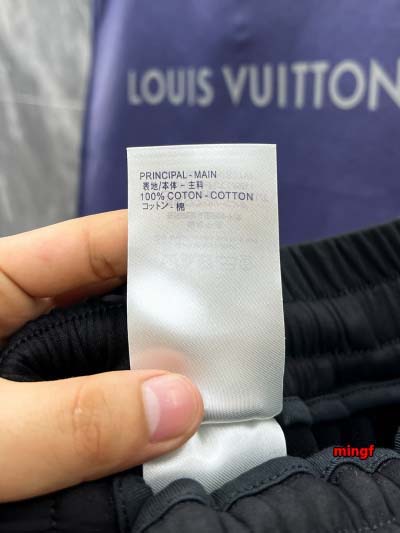 LOUIS VUITTON
PRINCIPAL - MAIN
表地/本体 - 主料
100% COTON - COTTON
コットン - 棉
mingf